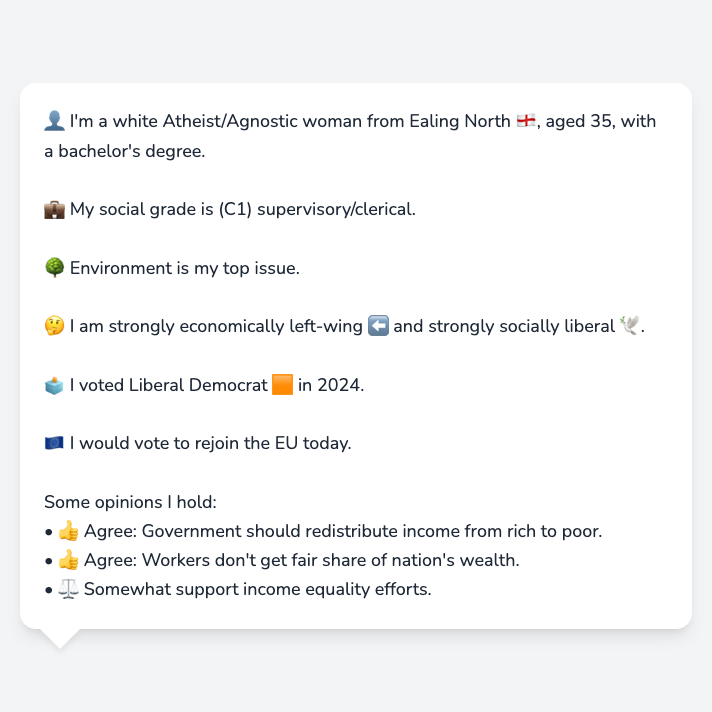 👤 I'm a white Atheist/Agnostic woman from Ealing North 🏴󠁧󠁢󠁥󠁮󠁧󠁿, aged 35, with
a bachelor's degree.
💼 My social grade is (C1) supervisory/clerical.
🌳 Environment is my top issue.
🤔 I am strongly economically left-wing ⬅️ and strongly socially liberal 🕊️.
🗳️ I voted Liberal Democrat 🟧 in 2024.
🇪🇺 I would vote to rejoin the EU today.
Some opinions I hold:
• 👍 Agree: Government should redistribute income from rich to poor.
• 👍 Agree: Workers don't get fair share of nation's wealth.
• ⚖️ Somewhat support income equality efforts.